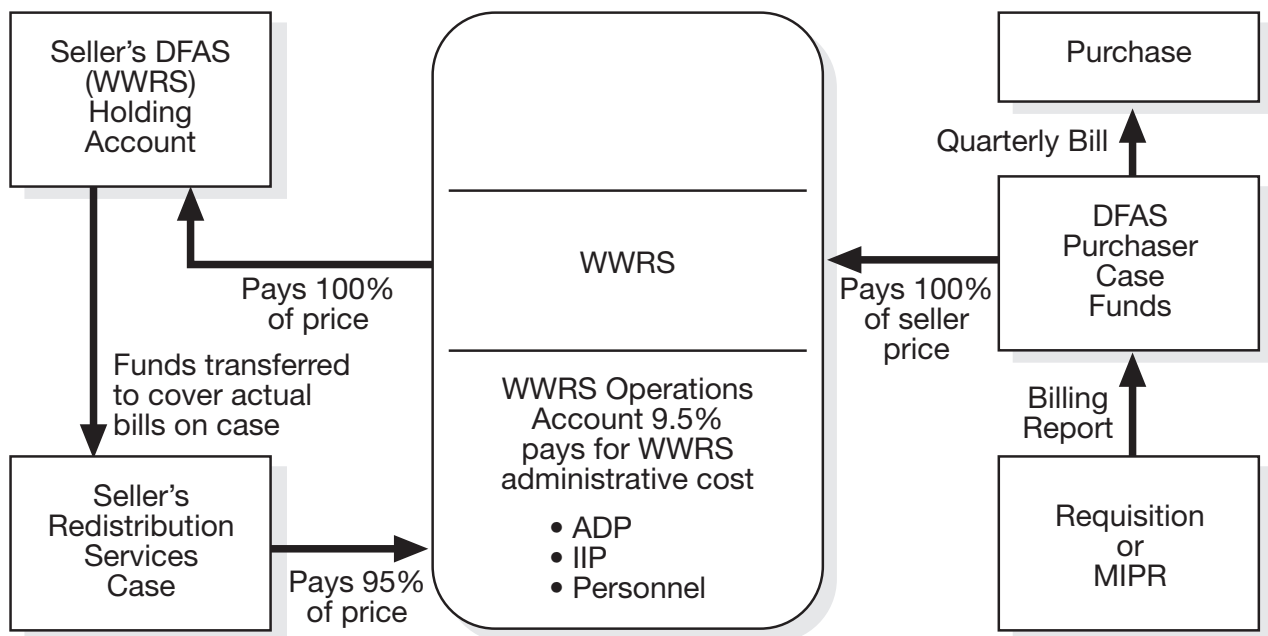 Seller’s DFAS
(WWRS)
Holding
Account
Pays 100%
of price
Funds transferred
to cover actual
bills on case
Seller’s
Redistribution
Services
Case
Pays 95%
of price
WWRS
WWRS Operations
Account 9.5%
pays for WWRS
administrative cost
• ADP
• IIP
• Personnel
Purchase
Quarterly Bill
DFAS
Purchaser
Case
Funds
Pays 100%
of seller
price
Billing
Report
Requisition
or
MIPR